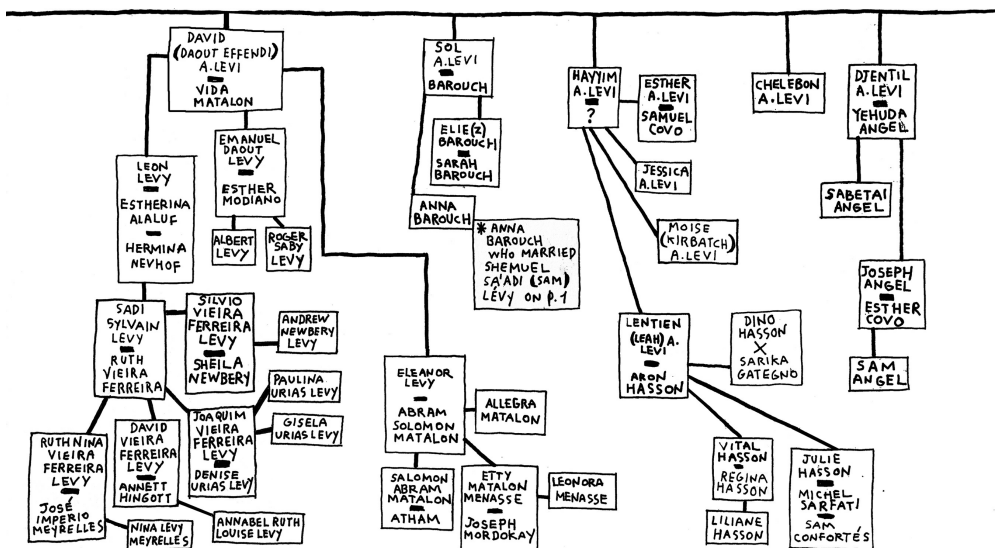 DAVID
(DAOUT EFFENDI)
A.LEVI
VIDA
MATALON
LEON
LEVY
ESTHERINA
ALALUF
HERMINA
NEVHOF
EMANUEL
DAOUT
LEVY
ESTHER
MODIANO
ALBERT
LEVY
ROGER
SABY
LEVY
SADI
SYLVAIN
LEVY
RUTH
VIEIRA
FERREIRA
SILVIO
VIEIRA
FERREIRA
LEVY
SHEILA
NEWBERY
ANDREW
NEWBERY
LEVY
RUTH NINA
VIEIRA
FERREIRA
LEVY
JOSÉ
IMPERIO
MEYRELLES
NINA LEVY
MEYRELLES
DAVID
VIEIRA
FERREIRA
LEVY
ANNETT
HINGOTT
ANNABEL RUTH
LOUISE LEVY
JOAQUIM
VIEIRA
FERREIRA
LEVY
DENISE
URIAS LEVY
PAULINA
URIAS LEVY
GISELA
URIAS LEVY
ELEANOR
LEVY
ABRAM
SOLOMON
MATALON
ALLEGRA
MATALON
SALOMON
ABRAM
MATALON
ATHAM
ETTY
MATALON
MENASSE
JOSEPH
MORDOKAY
LEONORA
MENASSE
SOL
A.LEVI
BAROUCH
ELIE(Z)
BAROUCH
SARAH
BAROUCH
ANNA
BAROUCH
* ANNA
BAROUCH
WHO MARRIED
SHEMUEL
SA'ADI (SAM)
LÉVY ON P.1
HAYYIM
A.LEVI
?
ESTHER
A.LEVI
SAMUEL
COVO
JESSICA
A.LEVI
MOISE
(KIRBATCH)
A.LEVI
LENTIEN
(LEAH) A.
LEVI
ARON
HASSON
DINO
HASSON
X
SARIKA
GATEGNO
VITAL
HASSON
REGINA
HASSON
LILIANE
HASSON
JULIE
HASSON
MICHEL
SARFATI
SAM
CONFORTÉS
CHELEBON
A.LEVI
DJENTIL
A.LEVI
YEHUDA
ANGEL
SABETAI
ANGEL
JOSEPH
ANGEL
ESTHER
COVO
SAM
ANGEL